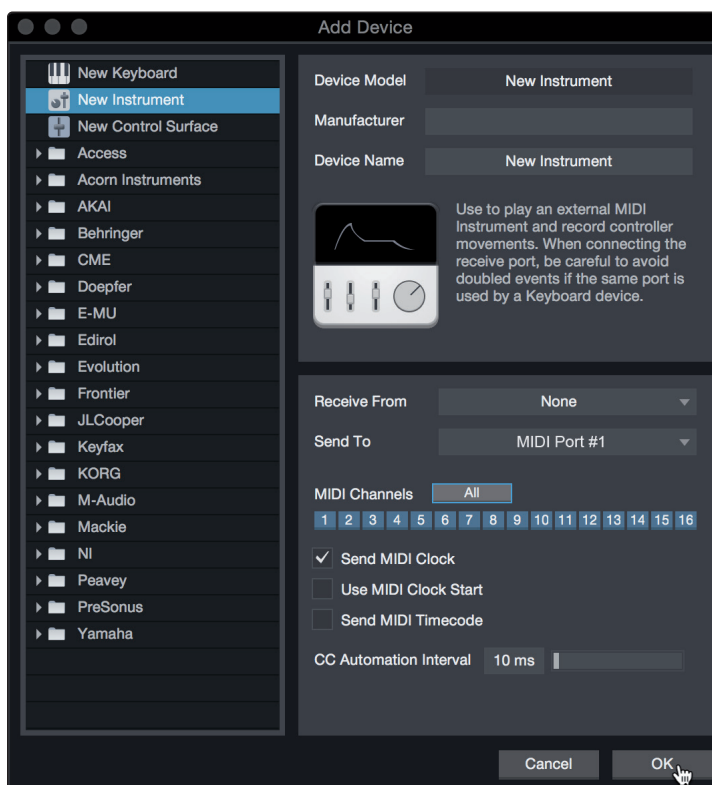 Add Device
New Keyboard
New Instrument
New Control Surface
Access
Acorn Instruments
AKAI
Behringer
CME
Doepfer
E-MU
Edirol
Evolution
Frontier
JLCooper
Keyfax
KORG
M-Audio
Mackie
NI
Peavey
PreSonus
Yamaha
Device Model New Instrument
Manufacturer
Device Name New Instrument
Use to play an external MIDI
Instrument and record controller
movements. When connecting the
receive port, be careful to avoid
doubled events if the same port is
used by a Keyboard device.
Receive From None
Send To MIDI Port #1
MIDI Channels All
1 2 3 4 5 6 7 8 9 10 11 12 13 14 15 16
Send MIDI Clock
Use MIDI Clock Start
Send MIDI Timecode
CC Automation Interval 10 ms
Cancel OK